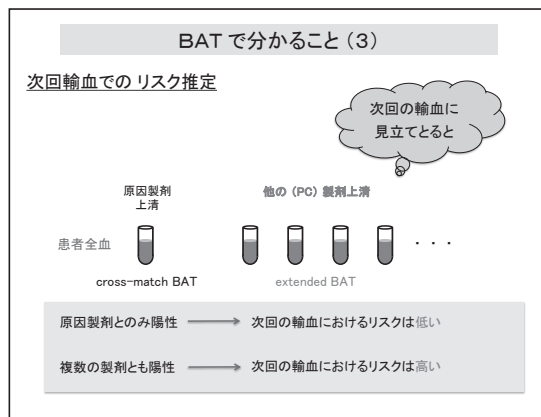 BATで分かること（3）
次回輸血での リスク推定
次回の輸血に
見立てとると
原因製剤
上清
他の（PC）製剤上清
患者全血
・・・
cross-match BAT
extended BAT
原因製剤とのみ陽性 → 次回の輸血におけるリスクは低い
複数の製剤とも陽性 → 次回の輸血におけるリスクは高い